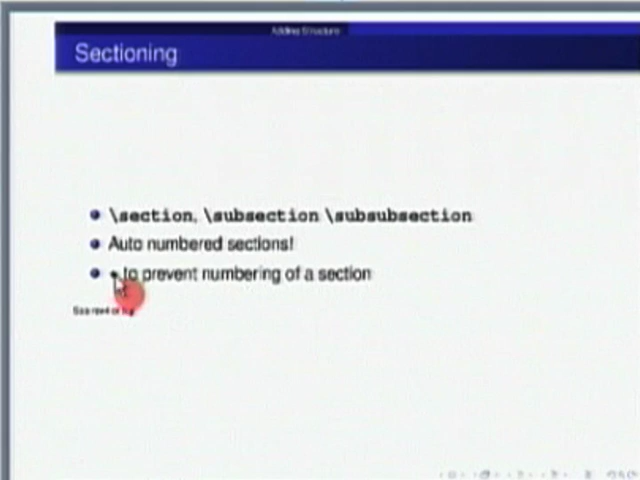 Adding Structure
Sectioning
\section, \subsection \subsubsection
Auto numbered sections!
* to prevent numbering of a section